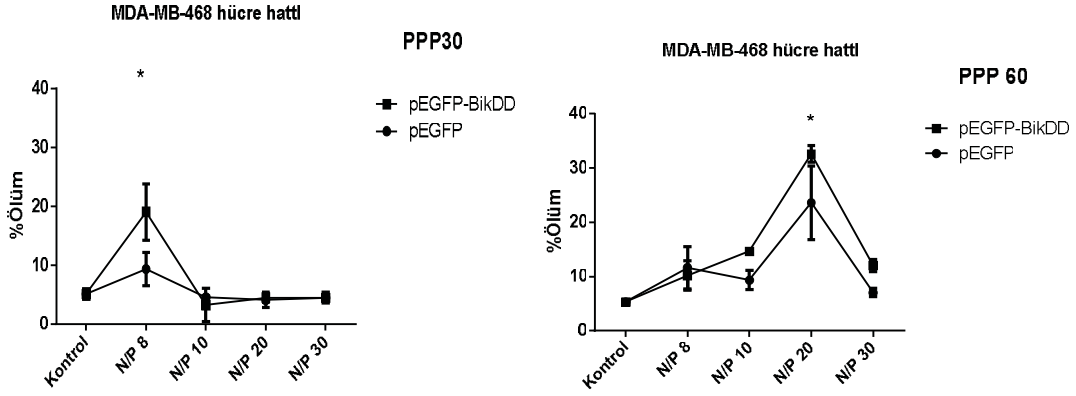 MDA-MB-468 hücre hattI
PPP30
*
pEGFP-BikDD
pEGFP
%Ölüm
40
30
20
10
0
Kontrol
N/P 8
N/P 10
N/P 20
N/P 30
MDA-MB-468 hücre hattI
PPP 60
*
pEGFP-BikDD
pEGFP
%Ölüm
40
30
20
10
0
Kontrol
N/P 8
N/P 10
N/P 20
N/P 30